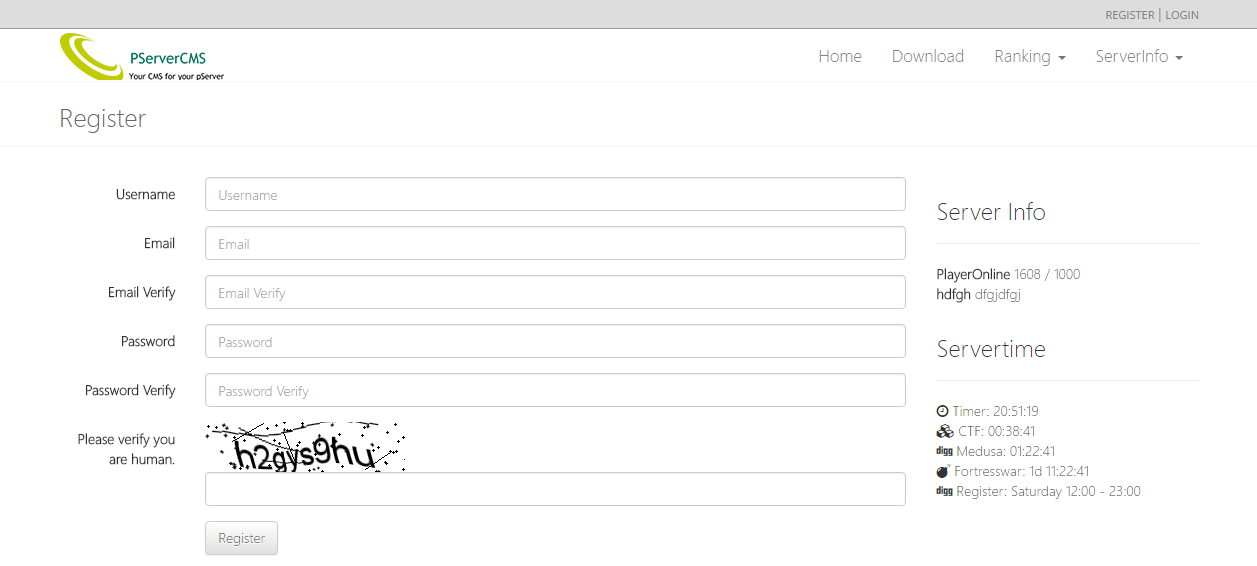 REGISTER | LOGIN
PServerCMS
Your CMS for your pServer
Home Download Ranking ServerInfo
Register
Username Username
Email Email
Email Verify Email Verify
Password Password
Password Verify Password Verify
Please verify you
are human.
h2gys9hu
Register
Server Info
PlayerOnline 1608 / 1000
hdfgh dfgjdfgj
Servertime
Timer: 20:51:19
CTF: 00:38:41
digg Medusa: 01:22:41
Fortresswar: 1d 11:22:41
digg Register: Saturday 12:00 - 23:00